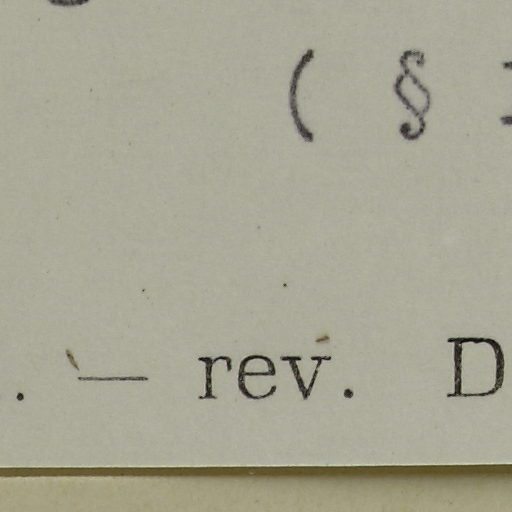 ( §
. — rev. D